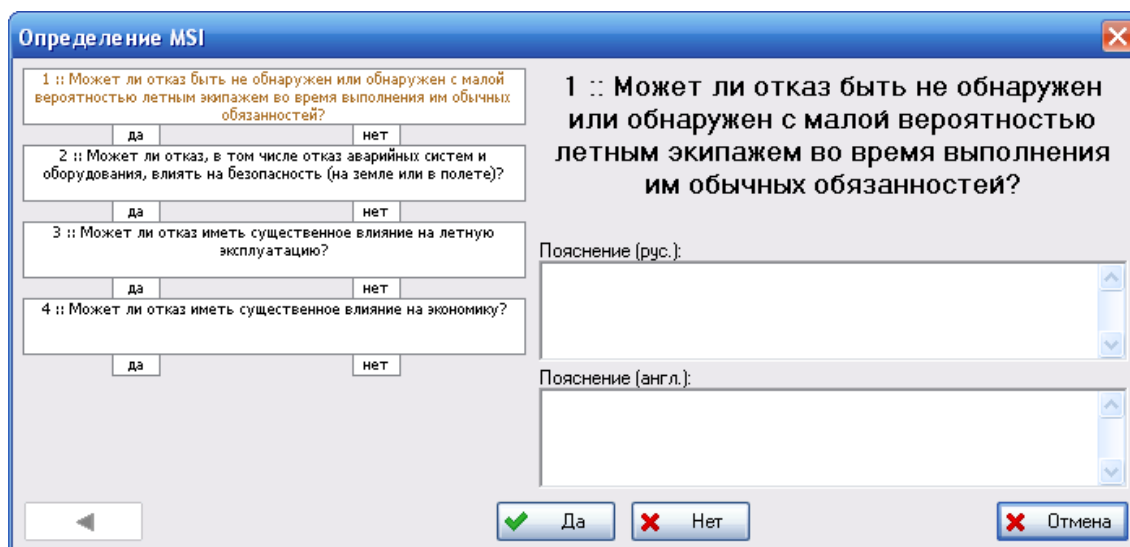 Определение MSI
1 :: Может ли отказ быть не обнаружен или обнаружен с малой
вероятностью летным экипажем во время выполнения им обычных
обязанностей?
да нет
2 :: Может ли отказ, в том числе отказ аварийных систем и
оборудования, влиять на безопасность (на земле или в полете)?
да нет
3 :: Может ли отказ иметь существенное влияние на летную
эксплуатацию?
да нет
4 :: Может ли отказ иметь существенное влияние на экономику?
да нет
1 :: Может ли отказ быть не обнаружен
или обнаружен с малой вероятностью
летным экипажем во время выполнения
им обычных обязанностей?
Пояснение (рус.):
Пояснение (англ.):
Да Нет Отмена